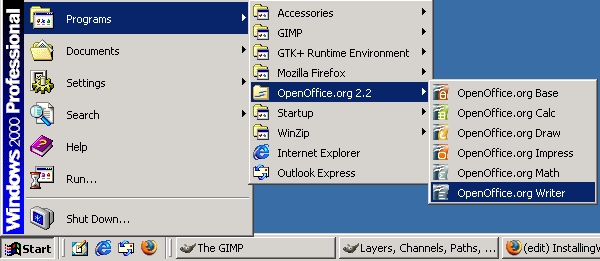 Windows 2000 Professional
Programs
Documents
Settings
Search
Help
Run...
Shut Down...
Accessories
GIMP
GTK+ Runtime Environment
Mozilla Firefox
OpenOffice.org 2.2
Startup
WinZip
Internet Explorer
Outlook Express
OpenOffice.org Base
OpenOffice.org Calc
OpenOffice.org Draw
OpenOffice.org Impress
OpenOffice.org Math
OpenOffice.org Writer
Start
The GIMP
Layers, Channels, Paths, ...
(edit) InstallingV